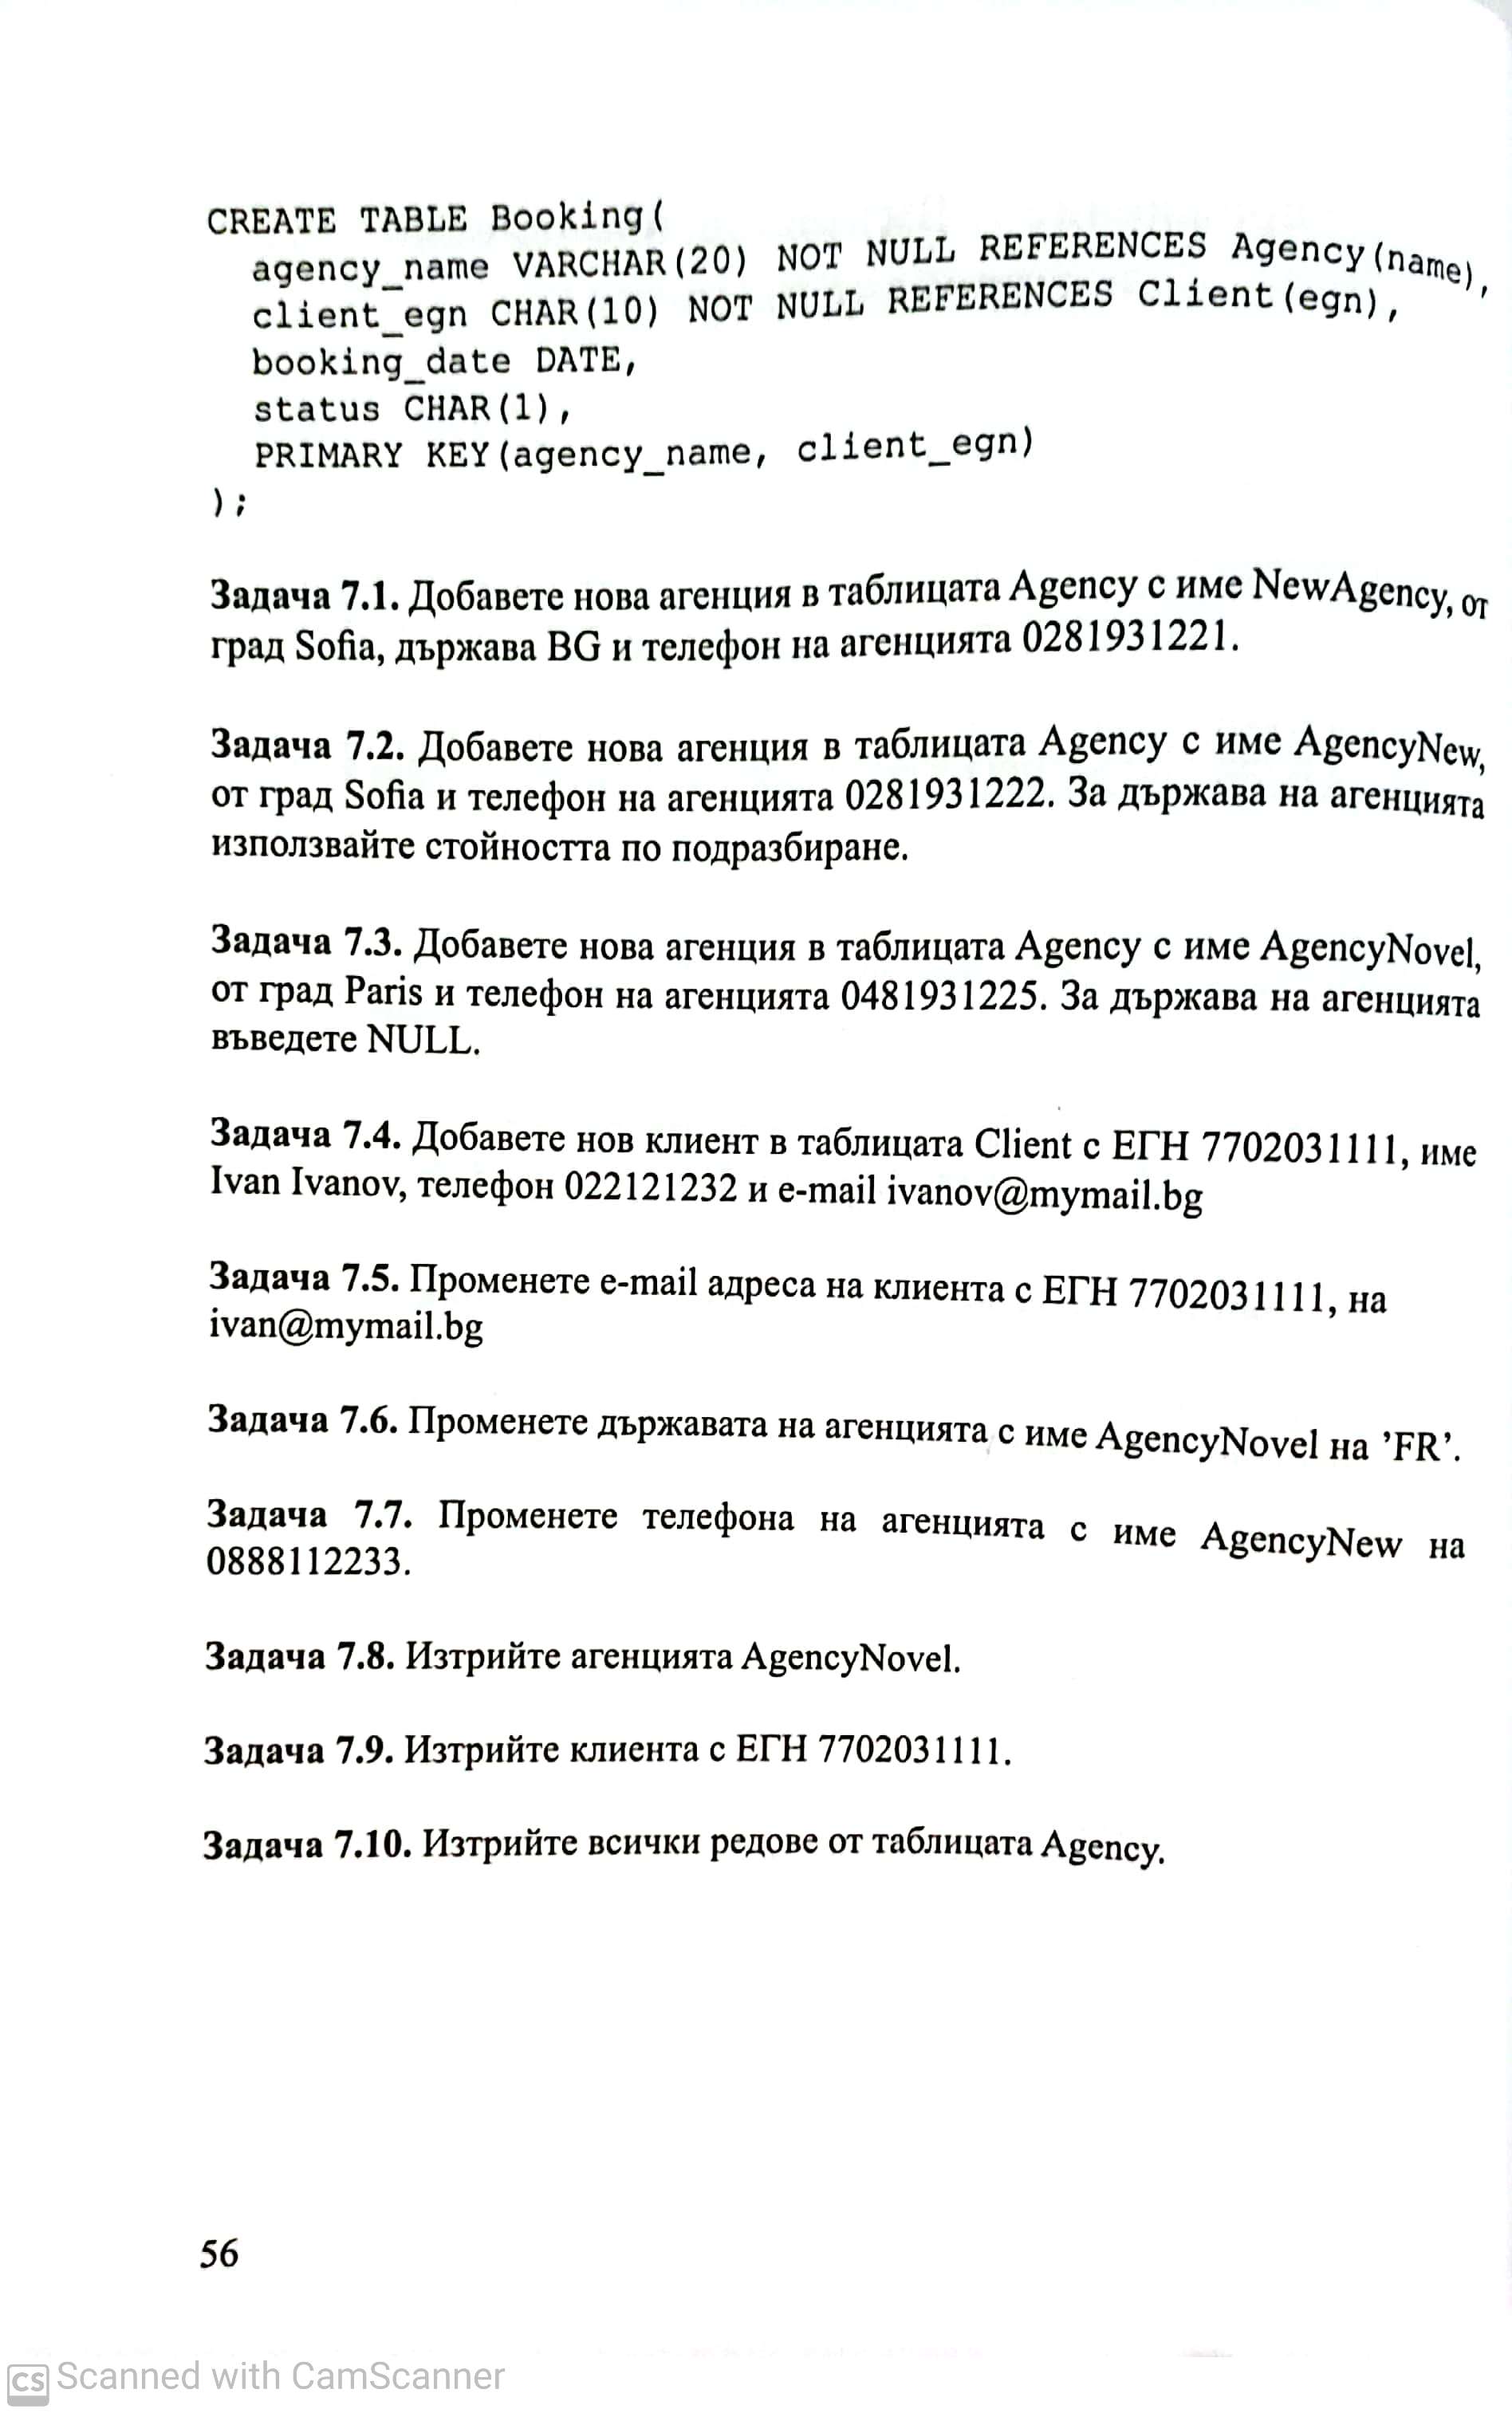 CREATE TABLE Booking(
agency_name VARCHAR(20) NOT NULL REFERENCES Agency(name),
client_egn CHAR(10) NOT NULL REFERENCES Client(egn),
booking_date DATE,
status CHAR(1),
PRIMARY KEY(agency_name, client_egn)
);
Задача 7.1. Добавете нова агенция в таблицата Agency с име NewAgency, от
град Sofia, държава BG и телефон на агенцията 0281931221.
Задача 7.2. Добавете нова агенция в таблицата Agency с име AgencyNew,
от град Sofia и телефон на агенцията 0281931222. За държава на агенцията
използвайте стойността по подразбиране.
Задача 7.3. Добавете нова агенция в таблицата Agency с име AgencyNovel,
от град Paris и телефон на агенцията 0481931225. За държава на агенцията
въведете NULL.
Задача 7.4. Добавете нов клиент в таблицата Client с ЕГН 7702031111, име
Ivan Ivanov, телефон 022121232 и e-mail ivanov@mymail.bg
Задача 7.5. Променете e-mail адреса на клиента с ЕГН 7702031111, на
ivan@mymail.bg
Задача 7.6. Променете държавата на агенцията с име AgencyNovel на ’FR’.
Задача 7.7. Променете телефона на агенцията с име AgencyNew на
0888112233.
Задача 7.8. Изтрийте агенцията AgencyNovel.
Задача 7.9. Изтрийте клиента с ЕГН 7702031111.
Задача 7.10. Изтрийте всички редове от таблицата Agency.
56
CS Scanned with CamScanner